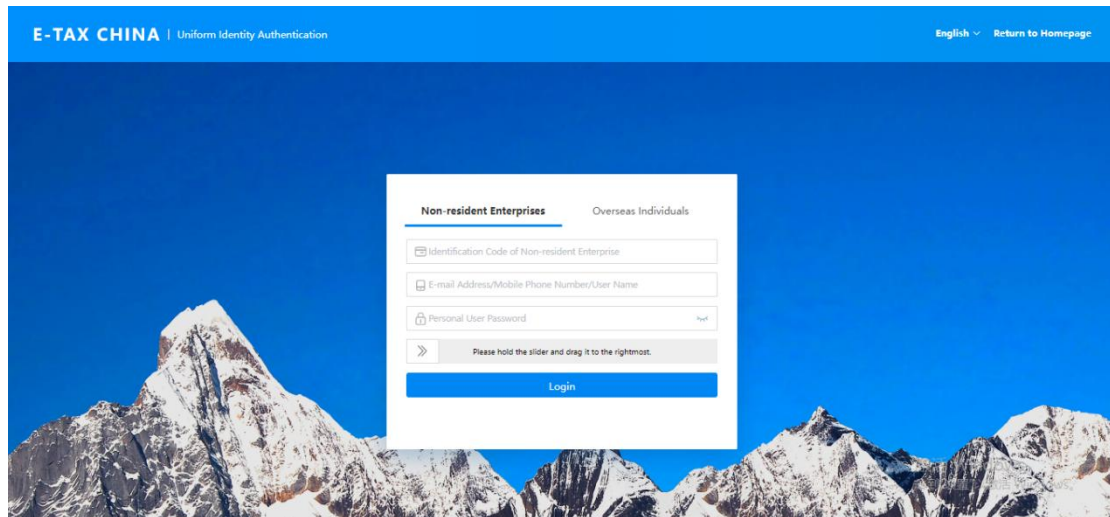 E-TAX CHINA | Uniform Identity Authentication
English Return to Homepage
Non-resident Enterprises Overseas Individuals
Identification Code of Non-resident Enterprise
E-mail Address/Mobile Phone Number/User Name
Personal User Password
Please hold the slider and drag it to the rightmost.
Login